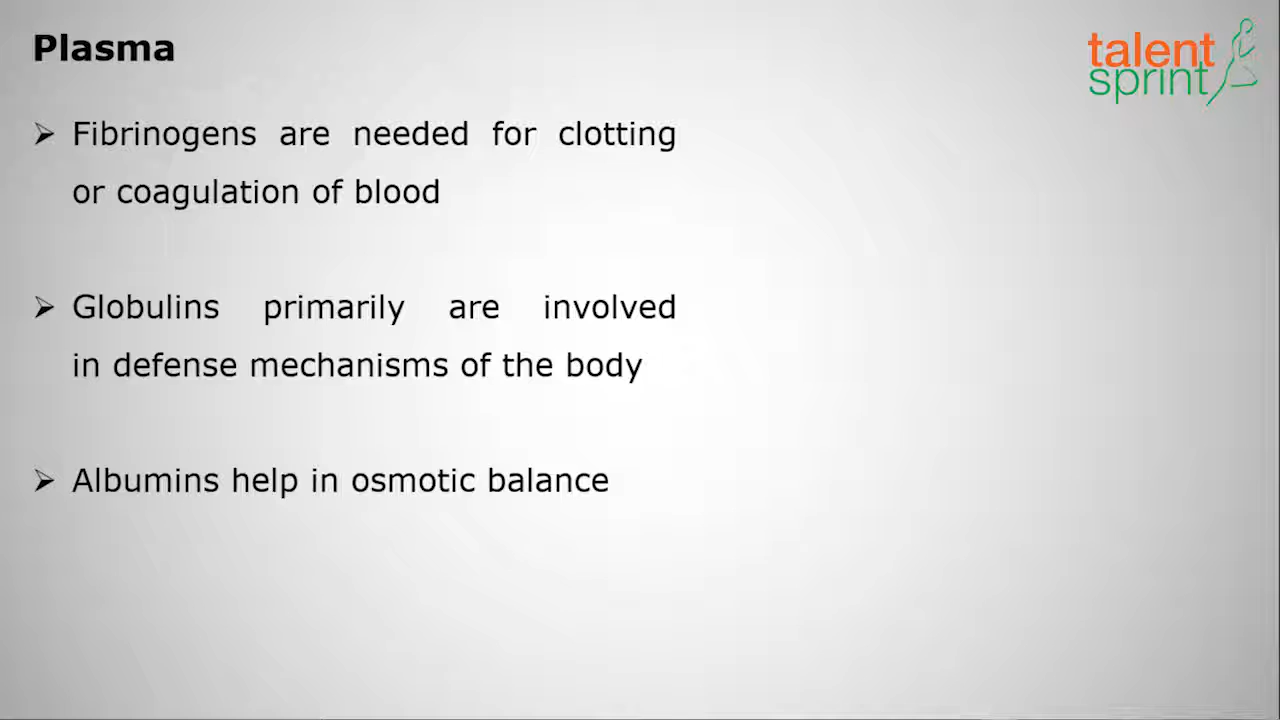 Plasma
talent
sprint
➢ Fibrinogens are needed for clotting
or coagulation of blood
➢ Globulins primarily are involved
in defense mechanisms of the body
➢ Albumins help in osmotic balance